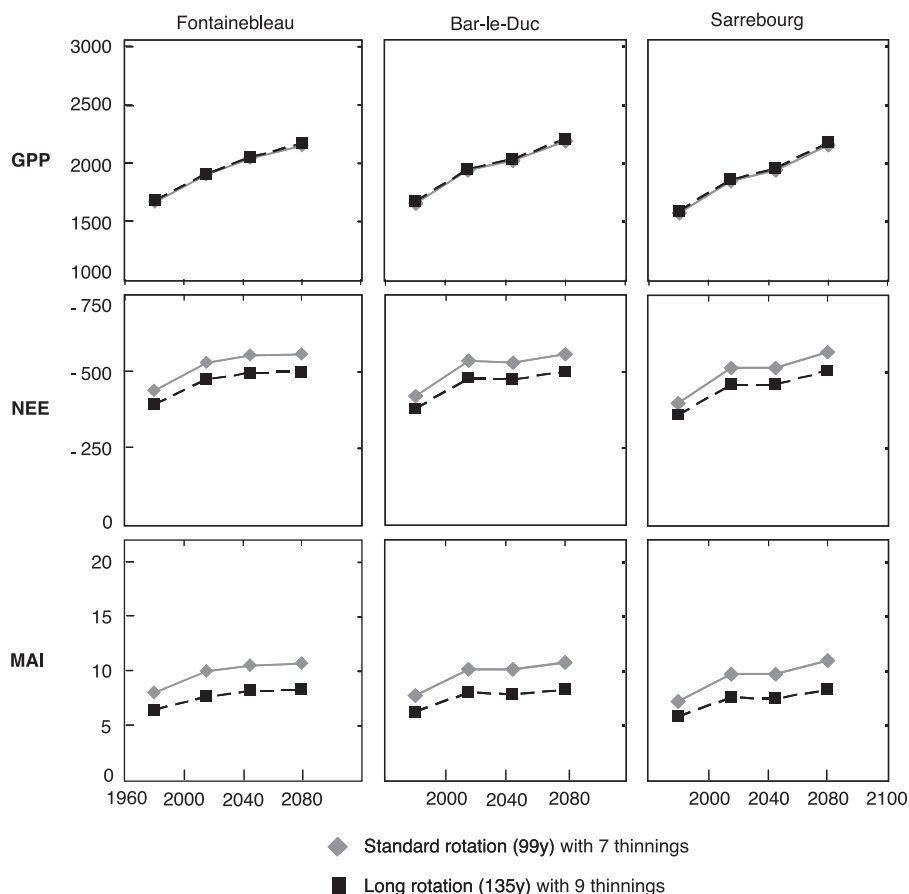 Fontainebleau Bar-le-Duc Sarrebourg
3000
2500
GPP
2000
1500
1000
- 750
- 500
NEE
- 250
0
20
15
MAI
10
5
0
1960 2000 2040 2080 2000 2040 2080 2000 2040 2080 2100
Standard rotation (99y) with 7 thinnings
Long rotation (135y) with 9 thinnings